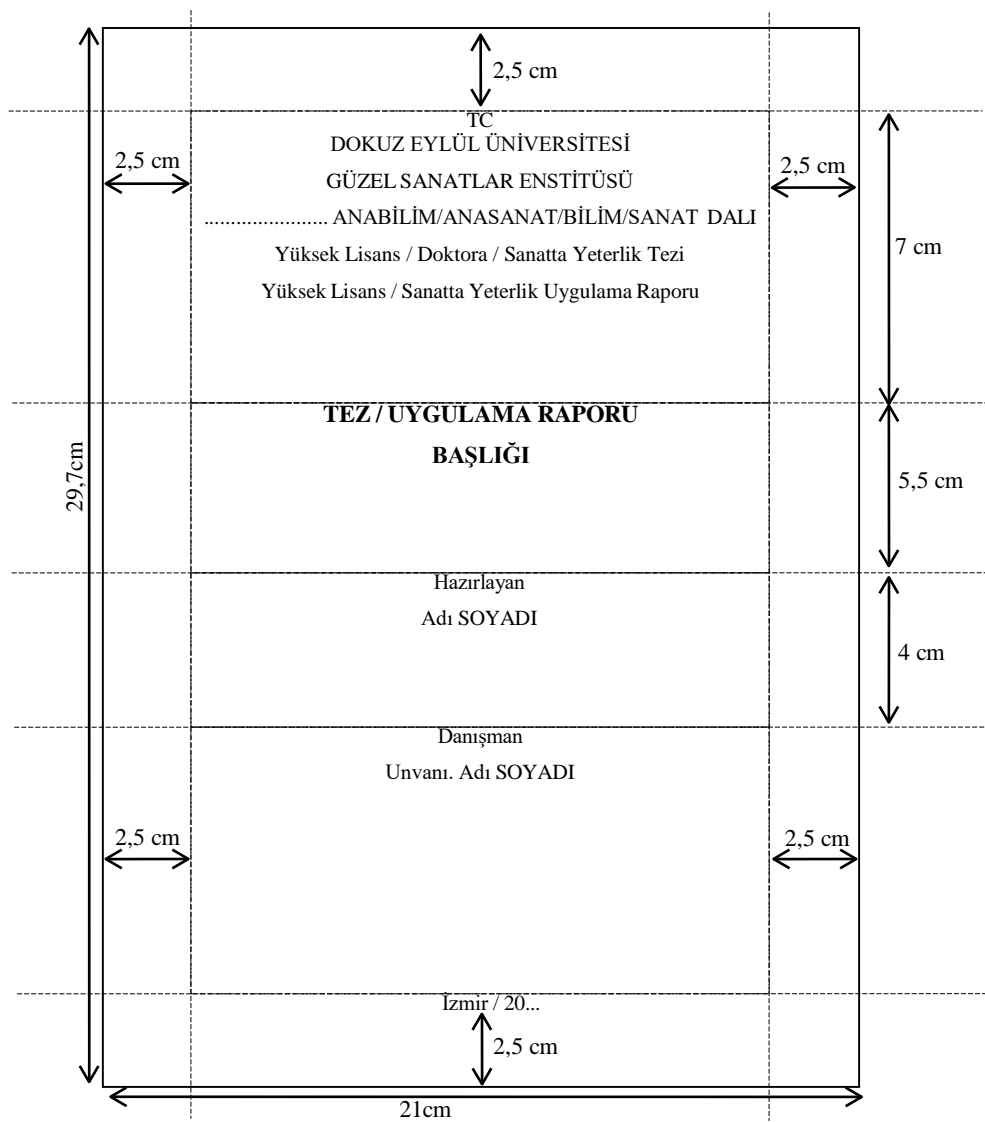 2,5 cm
TC
DOKUZ EYLÜL ÜNİVERSİTESİ
2,5 cm
2,5 cm
GÜZEL SANATLAR ENSTİTÜSÜ
....................... ANABİLİM/ANASANAT/BİLİM/SANAT DALI
Yüksek Lisans / Doktora / Sanatta Yeterlik Tezi
7 cm
Yüksek Lisans / Sanatta Yeterlik Uygulama Raporu
TEZ / UYGULAMA RAPORU
BAŞLIĞI
29,7cm
5,5 cm
Hazırlayan
Adı SOYADI
4 cm
Danışman
Unvanı. Adı SOYADI
2,5 cm
2,5 cm
İzmir / 20...
2,5 cm
21cm